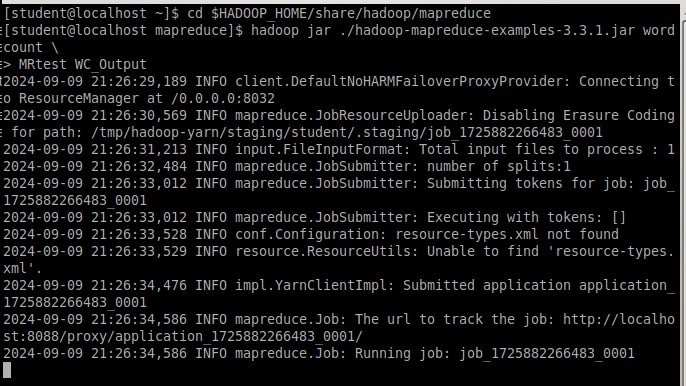 [student@localhost ~]$ cd $HADOOP_HOME/share/hadoop/mapreduce
[student@localhost mapreduce]$ hadoop jar ./hadoop-mapreduce-examples-3.3.1.jar word
count \
> MRtest WC_Output
2024-09-09 21:26:29,189 INFO client.DefaultNoHARMFailoverProxyProvider: Connecting t
o ResourceManager at /0.0.0.0:8032
2024-09-09 21:26:30,569 INFO mapreduce.JobResourceUploader: Disabling Erasure Coding
for path: /tmp/hadoop-yarn/staging/student/.staging/job_1725882266483_0001
2024-09-09 21:26:31,213 INFO input.FileInputFormat: Total input files to process : 1
2024-09-09 21:26:32,484 INFO mapreduce.JobSubmitter: number of splits:1
2024-09-09 21:26:33,012 INFO mapreduce.JobSubmitter: Submitting tokens for job: job_
1725882266483_0001
2024-09-09 21:26:33,012 INFO mapreduce.JobSubmitter: Executing with tokens: []
2024-09-09 21:26:33,528 INFO conf.Configuration: resource-types.xml not found
2024-09-09 21:26:33,529 INFO resource.ResourceUtils: Unable to find 'resource-types.
xml'.
2024-09-09 21:26:34,476 INFO impl.YarnClientImpl: Submitted application application_
1725882266483_0001
2024-09-09 21:26:34,586 INFO mapreduce.Job: The url to track the job: http://localho
st:8088/proxy/application_1725882266483_0001/
2024-09-09 21:26:34,586 INFO mapreduce.Job: Running job: job_1725882266483_0001